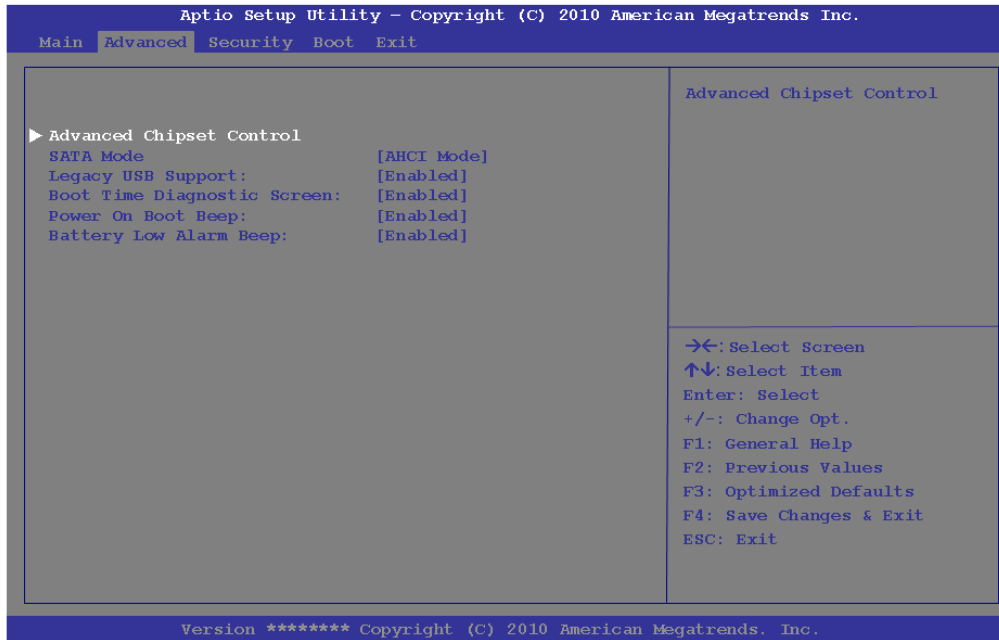 Aptio Setup Utility – Copyright (C) 2010 American Megatrends Inc.
Main Advanced Security Boot Exit
▶ Advanced Chipset Control
SATA Mode [AHCI Mode]
Legacy USB Support: [Enabled]
Boot Time Diagnostic Screen: [Enabled]
Power On Boot Beep: [Enabled]
Battery Low Alarm Beep: [Enabled]
Advanced Chipset Control
→←: Select Screen
↑↓: Select Item
Enter: Select
+/-: Change Opt.
F1: General Help
F2: Previous Values
F3: Optimized Defaults
F4: Save Changes & Exit
ESC: Exit
Version ******** Copyright (C) 2010 American Megatrends. Inc.